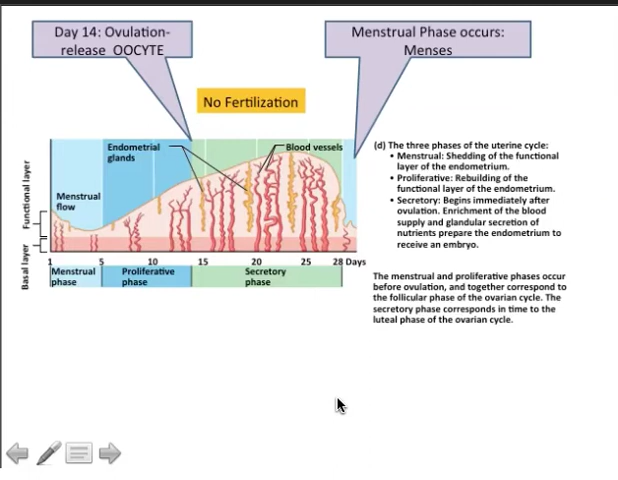 Day 14: Ovulation-
release  OOCYTE
Menstrual Phase occurs:
Menses
No Fertilization
Endometrial
glands
Blood vessels
Menstrual
flow
Functional layer
Basal layer
1 5 10 15 20 25 28 Days
Menstrual
phase
Proliferative
phase
Secretory
phase
(d) The three phases of the uterine cycle:
• Menstrual: Shedding of the functional
layer of the endometrium.
• Proliferative: Rebuilding of the
functional layer of the endometrium.
• Secretory: Begins immediately after
ovulation. Enrichment of the blood
supply and glandular secretion of
nutrients prepare the endometrium to
receive an embryo.
The menstrual and proliferative phases occur
before ovulation, and together correspond to
the follicular phase of the ovarian cycle. The
secretory phase corresponds in time to the
luteal phase of the ovarian cycle.